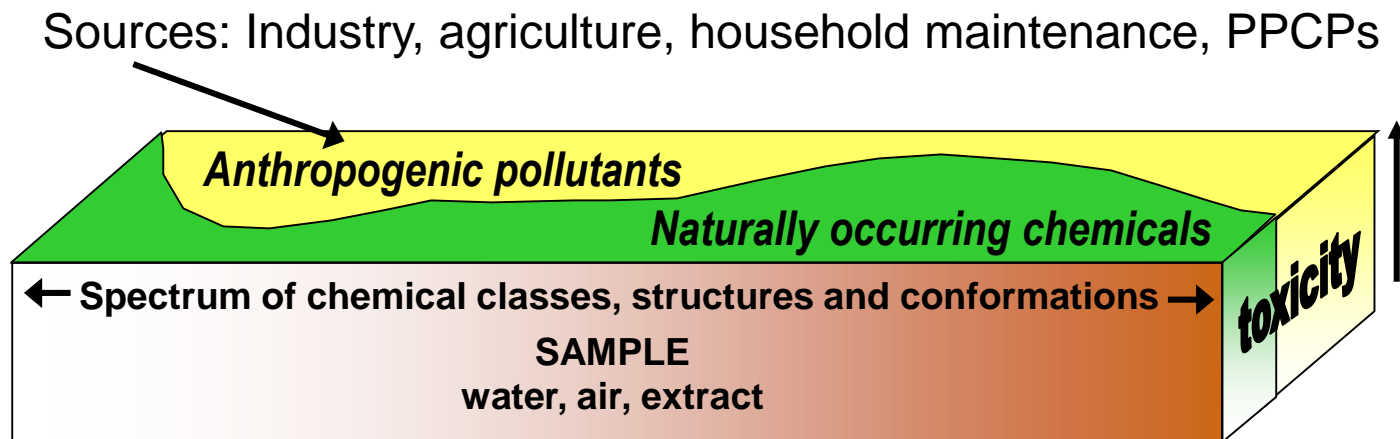 Sources: Industry, agriculture, household maintenance, PPCPs
Anthropogenic pollutants
Naturally occurring chemicals
Spectrum of chemical classes, structures and conformations
toxicity
SAMPLE
water, air, extract